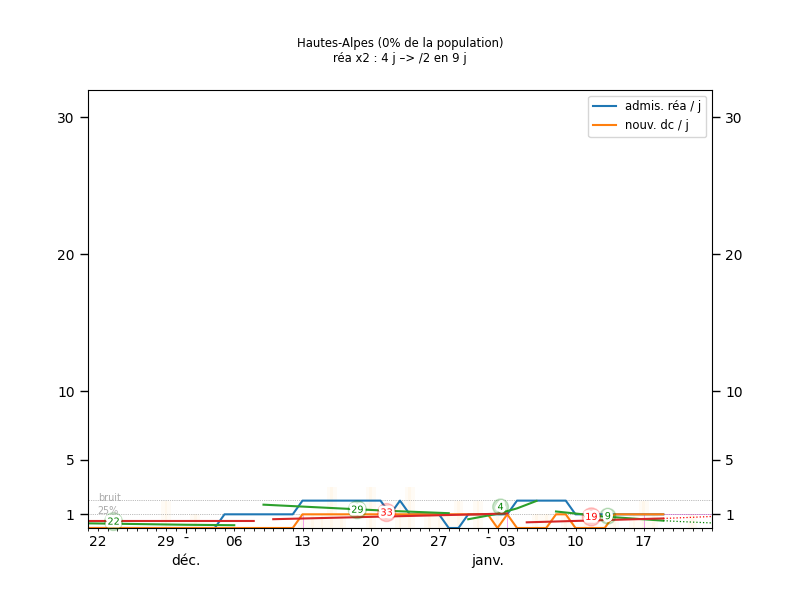 Hautes-Alpes (0% de la population)
réa x2 : 4 j –> /2 en 9 j
admis. réa / j
nouv. dc / j
30 30
20 20
10 10
5 5
bruit
25%
1 1
22 29 33 4 19 9
22 29 06 13 20 27 03 10 17
déc. janv.